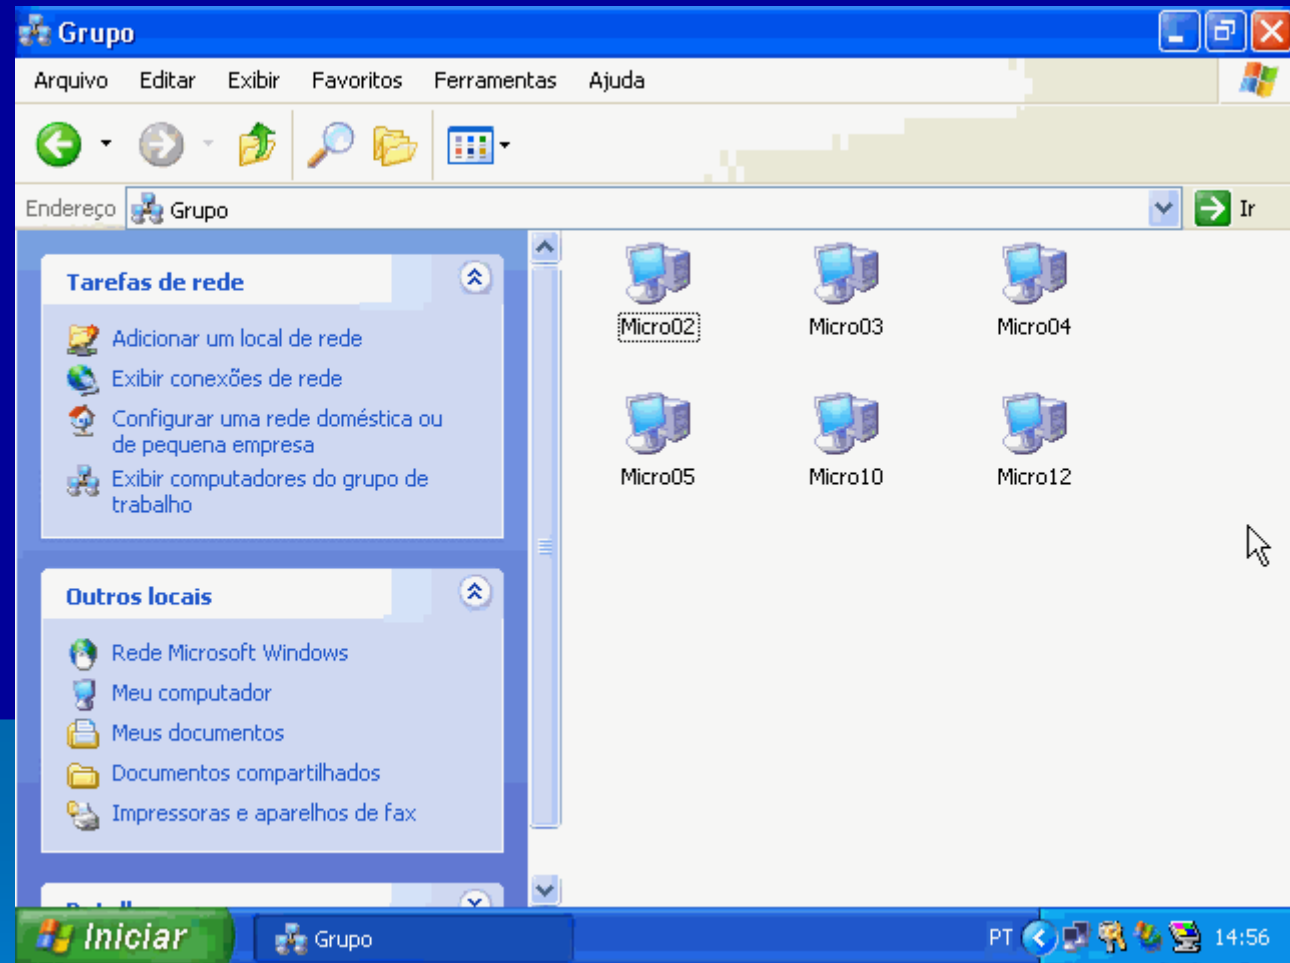 Grupo
Arquivo Editar Exibir Favoritos Ferramentas Ajuda
Endereço Grupo Ir
Tarefas de rede
Adicionar um local de rede
Exibir conexões de rede
Configurar uma rede doméstica ou
de pequena empresa
Exibir computadores do grupo de
trabalho
Outros locais
Rede Microsoft Windows
Meu computador
Meus documentos
Documentos compartilhados
Impressoras e aparelhos de fax
Micro02 Micro03 Micro04
Micro05 Micro10 Micro12
Iniciar Grupo PT 14:56